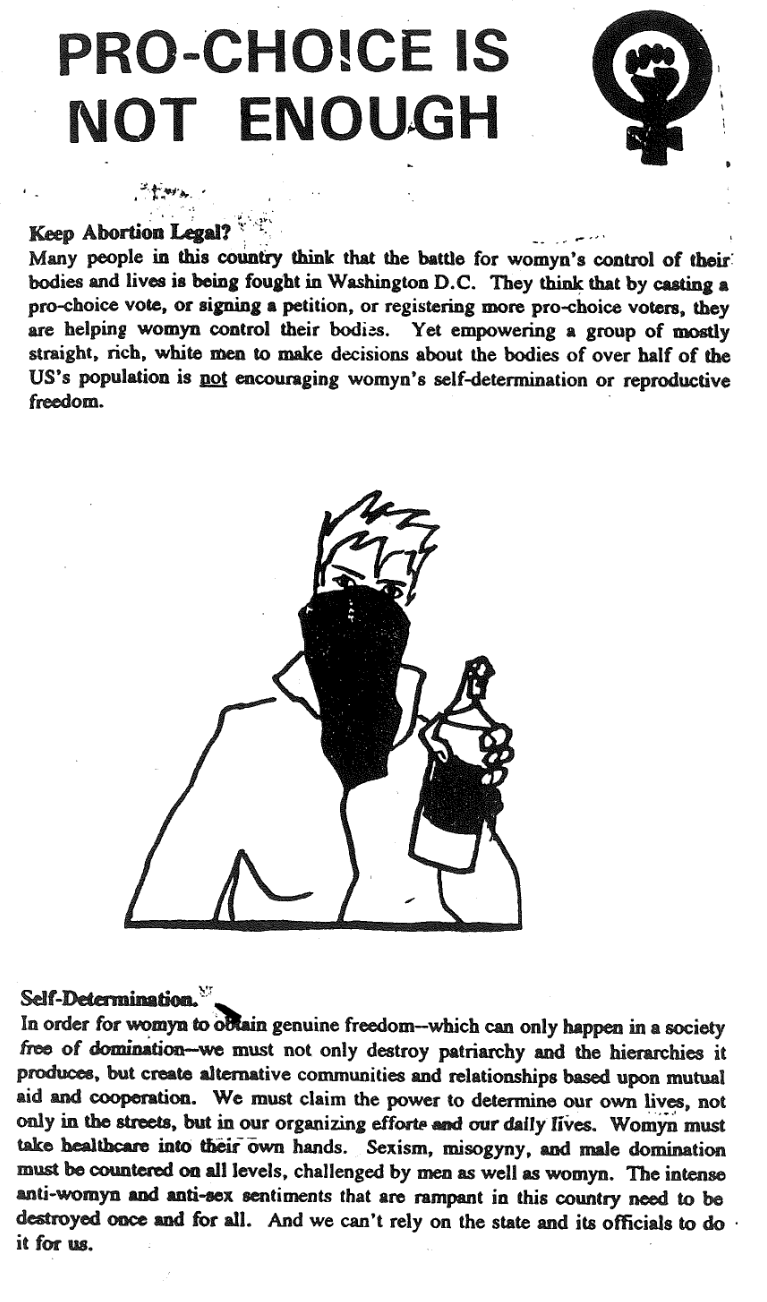 PRO-CHO!CE IS
NOT ENOUGH
Keep Abortion Legal?
Many people in this country think that the battle for womyn's control of their
bodies and lives is being fought in Washington D.C. They think that by casting a
pro-choice vote, or signing a petition, or registering more pro-choice voters, they
are helping womyn control their bodies. Yet empowering a group of mostly
straight, rich, white men to make decisions about the bodies of over half of the
US's population is not encouraging womyn's self-determination or reproductive
freedom.
Self-Determination.
In order for womyn to obtain genuine freedom--which can only happen in a society
free of domination--we must not only destroy patriarchy and the hierarchies it
produces, but create alternative communities and relationships based upon mutual
aid and cooperation. We must claim the power to determine our own lives, not
only in the streets, but in our organizing efforts and our daily lives. Womyn must
take healthcare into their own hands. Sexism, misogyny, and male domination
must be countered on all levels, challenged by men as well as womyn. The intense
anti-womyn and anti-sex sentiments that are rampant in this country need to be
destroyed once and for all. And we can't rely on the state and its officials to do
it for us.